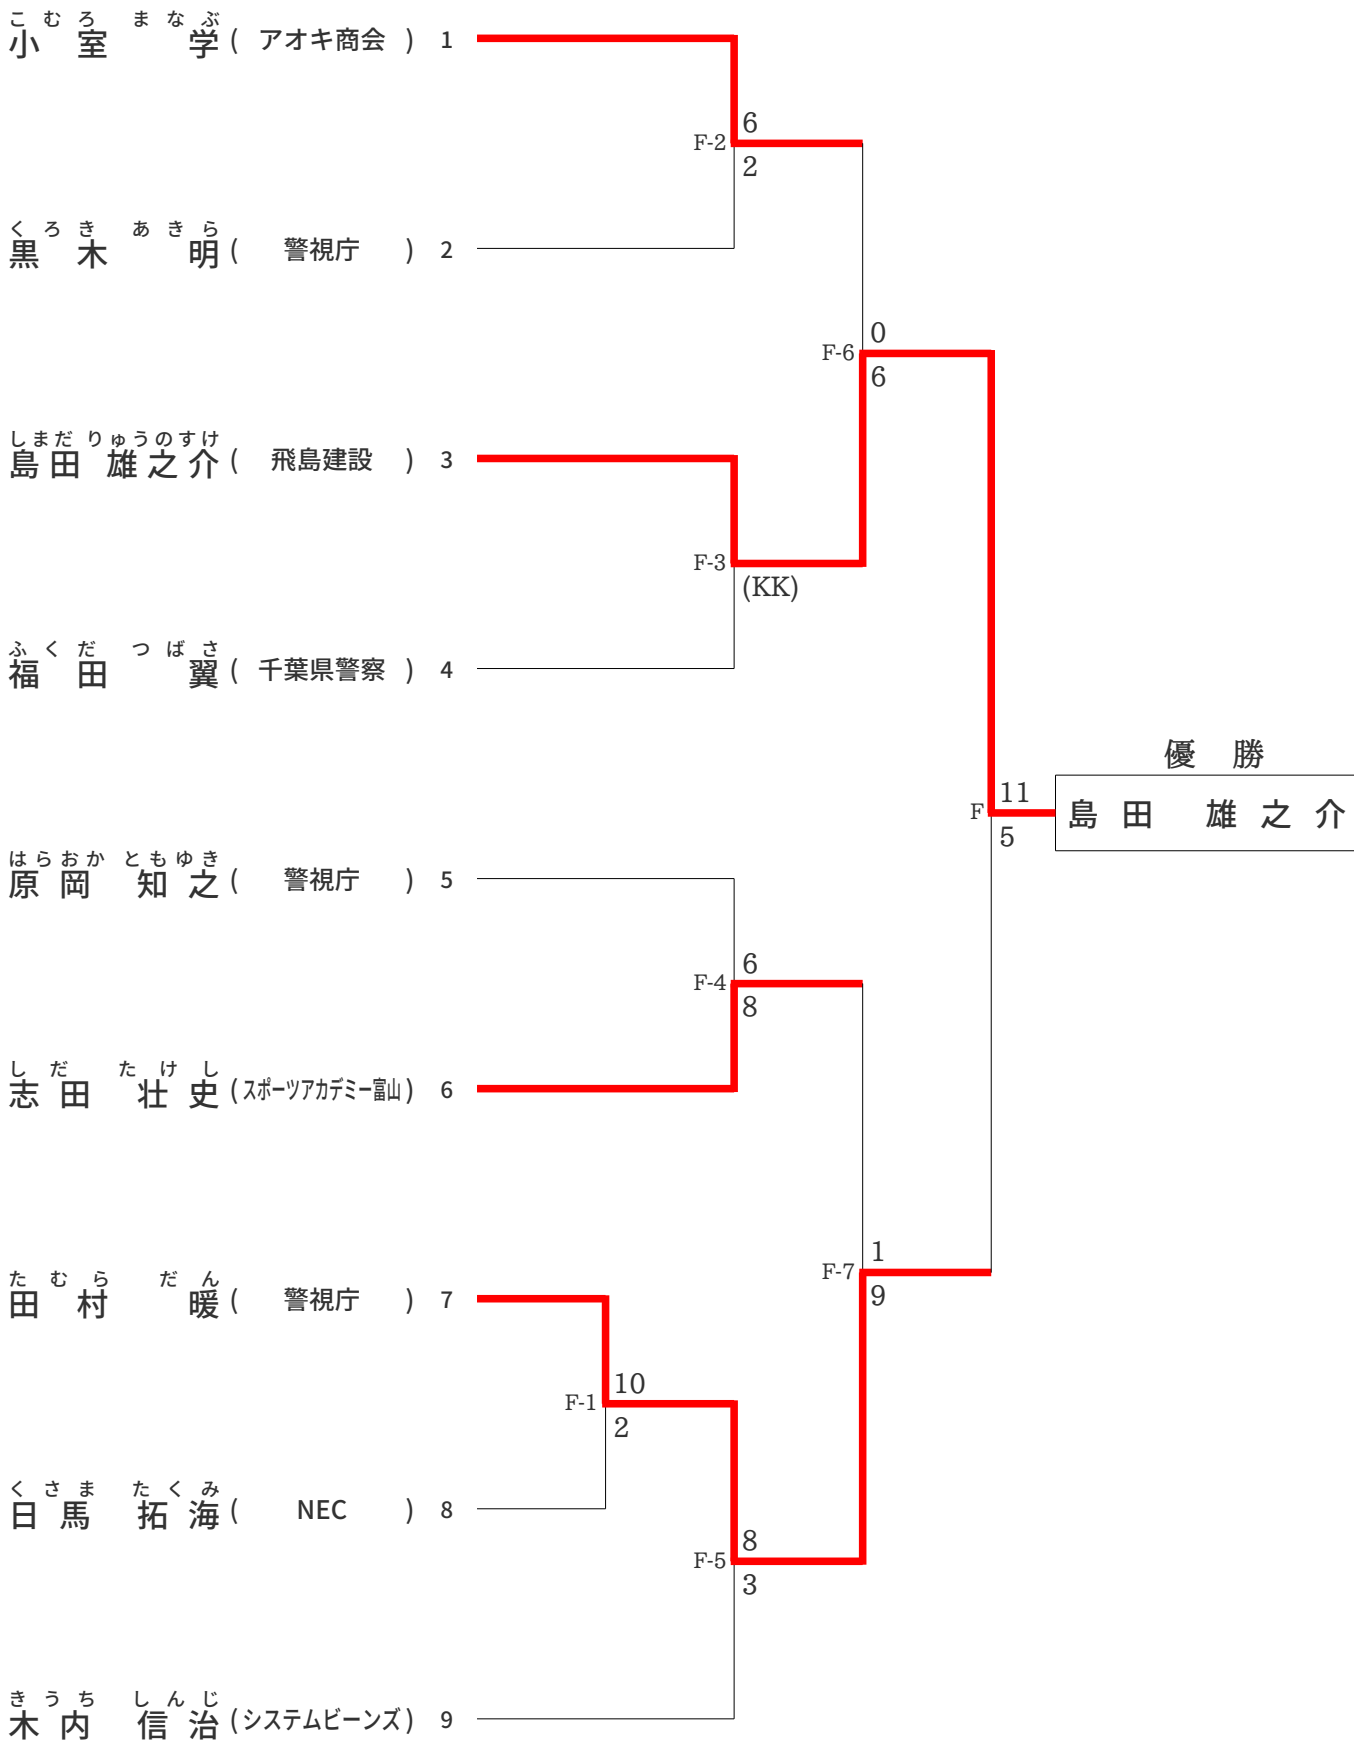 こむろ まなぶ
小室 学 ( アオキ商会 ) 1
6
F-2
2
くろき あきら
黒木 明 ( 警視庁 ) 2
0
F-6
6
しまだ りゅうのすけ
島田 雄之介 ( 飛島建設 ) 3
F-3
(KK)
ふくだ つばさ
福田 翼 ( 千葉県警察 ) 4
優 勝
11
F
島田 雄之介
5
はらおか ともゆき
原岡 知之 ( 警視庁 ) 5
6
F-4
8
しだ たけし
志田 壮史 (スポーツアカデミー富山) 6
1
F-7
9
たむら だん
田村 暖 ( 警視庁 ) 7
10
F-1
2
くさま たくみ
日馬 拓海 ( NEC ) 8
8
F-5
3
きうち しんじ
木内 信治 (システムビーンズ) 9